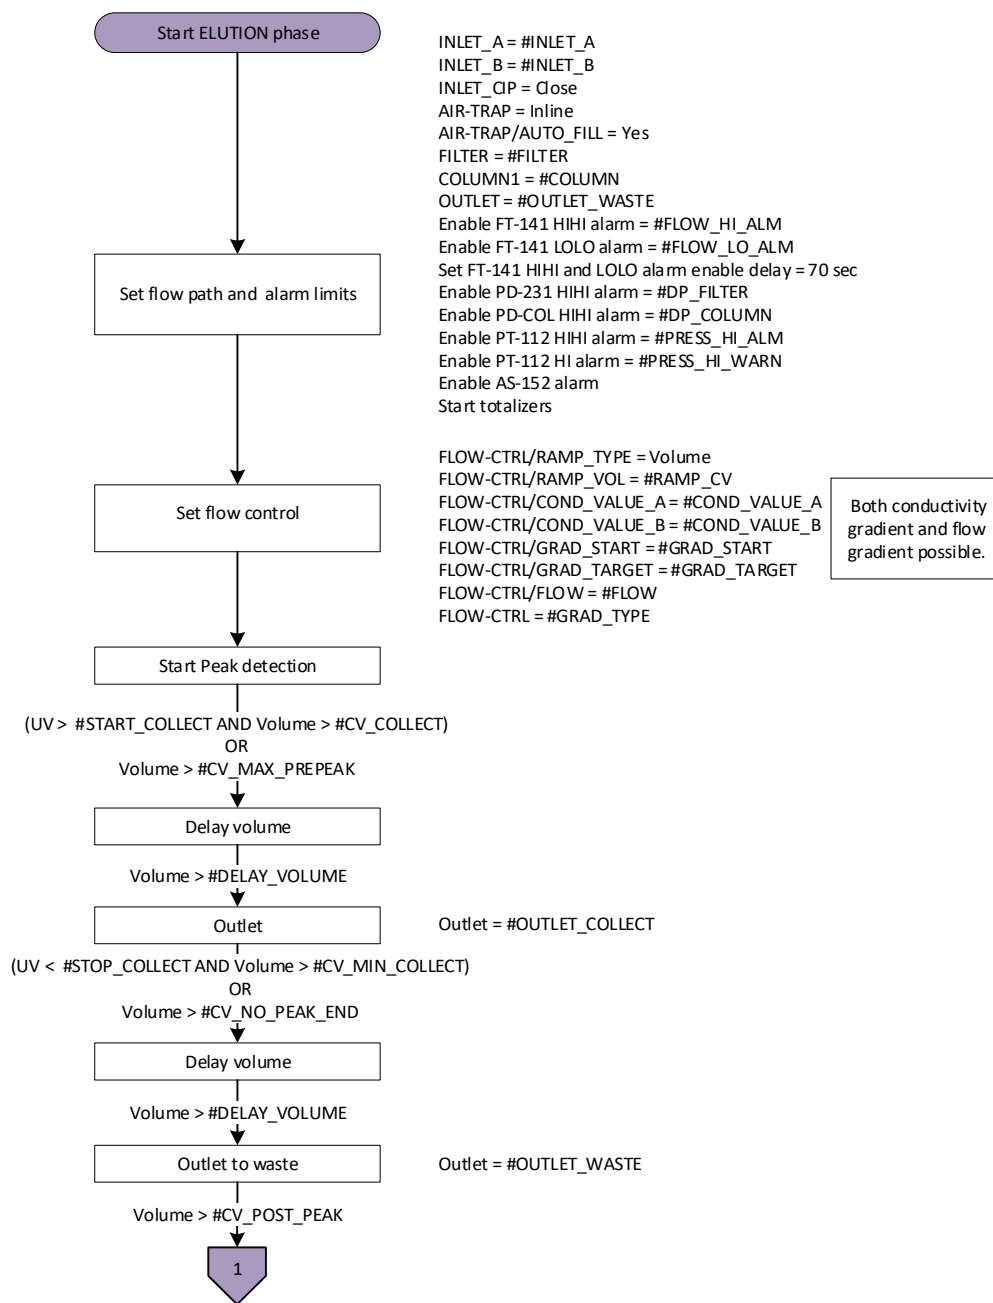 Start ELUTION phase
INLET_A = #INLET_A
INLET_B = #INLET_B
INLET_CIP = Close
AIR-TRAP = Inline
AIR-TRAP/AUTO_FILL = Yes
FILTER = #FILTER
COLUMN1 = #COLUMN
OUTLET = #OUTLET_WASTE
Enable FT-141 HIHI alarm = #FLOW_HI_ALM
Enable FT-141 LOLO alarm = #FLOW_LO_ALM
Set FT-141 HIHI and LOLO alarm enable delay = 70 sec
Enable PD-231 HIHI alarm = #DP_FILTER
Enable PD-COL HIHI alarm = #DP_COLUMN
Enable PT-112 HIHI alarm = #PRESS_HI_ALM
Enable PT-112 HI alarm = #PRESS_HI_WARN
Enable AS-152 alarm
Start totalizers
Set flow path and alarm limits
FLOW-CTRL/RAMP_TYPE = Volume
FLOW-CTRL/RAMP_VOL = #RAMP_CV
FLOW-CTRL/COND_VALUE_A = #COND_VALUE_A
FLOW-CTRL/COND_VALUE_B = #COND_VALUE_B
FLOW-CTRL/GRAD_START = #GRAD_START
FLOW-CTRL/GRAD_TARGET = #GRAD_TARGET
FLOW-CTRL/FLOW = #FLOW
FLOW-CTRL = #GRAD_TYPE
Set flow control
Both conductivity
gradient and flow
gradient possible.
Start Peak detection
(UV > #START_COLLECT AND Volume > #CV_COLLECT)
OR
Volume > #CV_MAX_PREPEAK
Delay volume
Volume > #DELAY_VOLUME
Outlet
Outlet = #OUTLET_COLLECT
(UV < #STOP_COLLECT AND Volume > #CV_MIN_COLLECT)
OR
Volume > #CV_NO_PEAK_END
Delay volume
Volume > #DELAY_VOLUME
Outlet to waste
Outlet = #OUTLET_WASTE
Volume > #CV_POST_PEAK
1